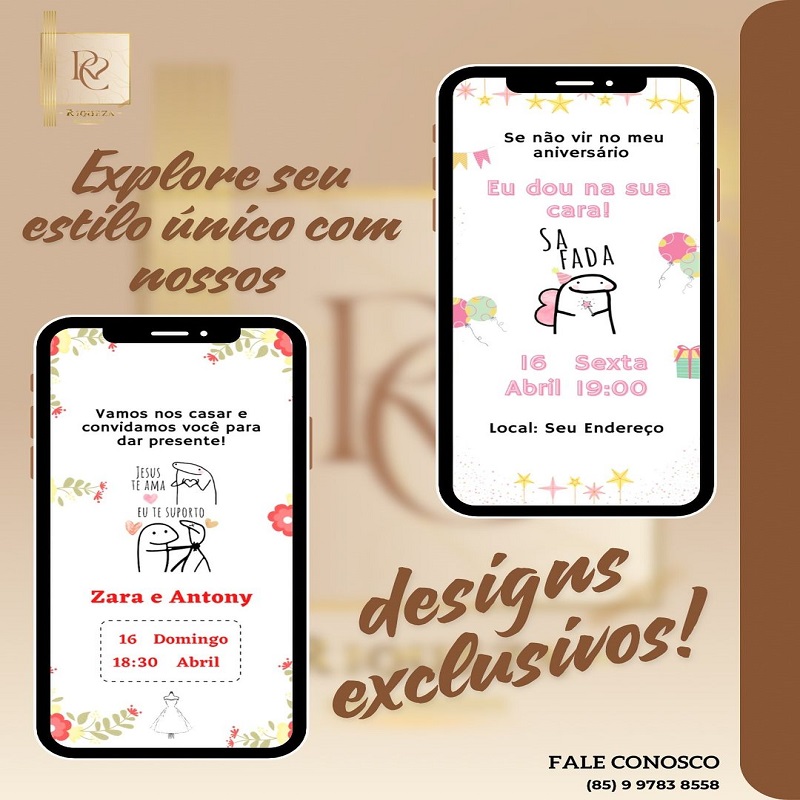 RC
RIQUEZA
Explore seu
estilo único com
nossos
Se não vir no meu
aniversário
Eu dou na sua
cara!
SA
FADA
16 Sexta
Abril 19:00
Local: Seu Endereço
Vamos nos casar e
convidamos você para
dar presente!
JESUS
TE AMA
EU TE SUPORTO
Zara e Antony
16 Domingo
18:30 Abril
designs
exclusivos!
FALE CONOSCO
(85) 9 9783 8558